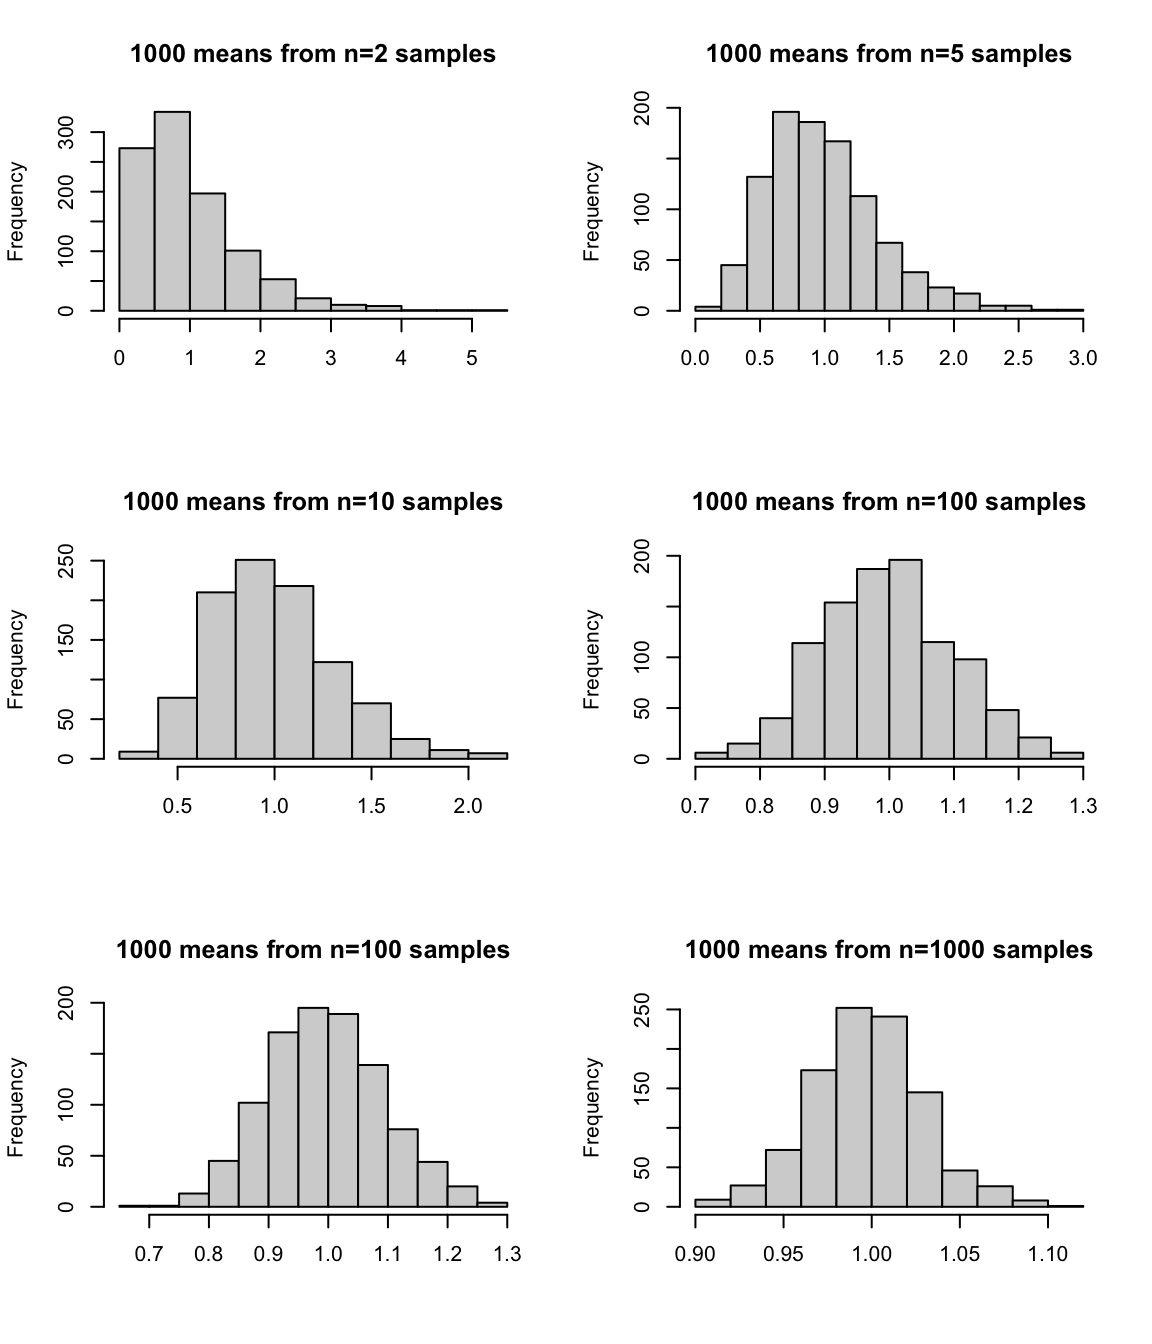 1000 means from n=2 samples
Frequency
0 100 200 300
0 1 2 3 4 5
1000 means from n=5 samples
Frequency
0 50 100 200
0.0 0.5 1.0 1.5 2.0 2.5 3.0
1000 means from n=10 samples
Frequency
0 50 150 250
0.5 1.0 1.5 2.0
1000 means from n=100 samples
Frequency
0 50 100 200
0.7 0.8 0.9 1.0 1.1 1.2 1.3
1000 means from n=100 samples
Frequency
0 50 100 200
0.7 0.8 0.9 1.0 1.1 1.2 1.3
1000 means from n=1000 samples
Frequency
0 50 150 250
0.90 0.95 1.00 1.05 1.10